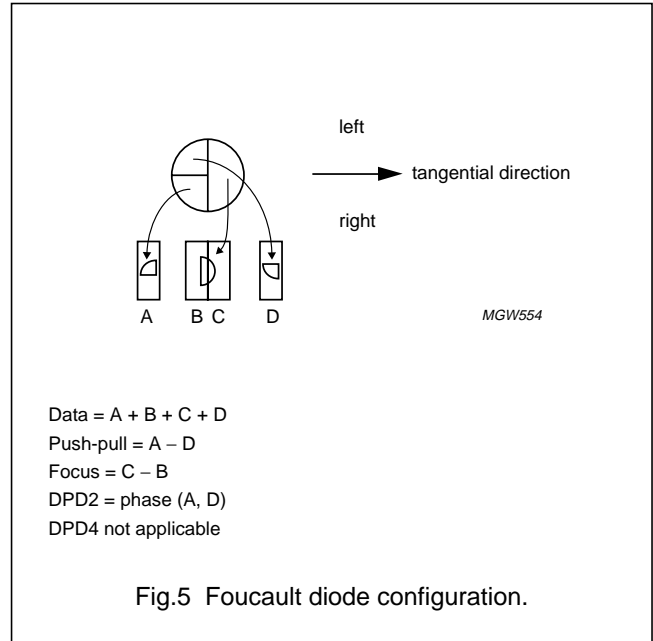 left
tangential direction
right
A B C D
MGW554
Data = A + B + C + D
Push-pull = A − D
Focus = C − B
DPD2 = phase (A, D)
DPD4 not applicable
Fig.5 Foucault diode configuration.